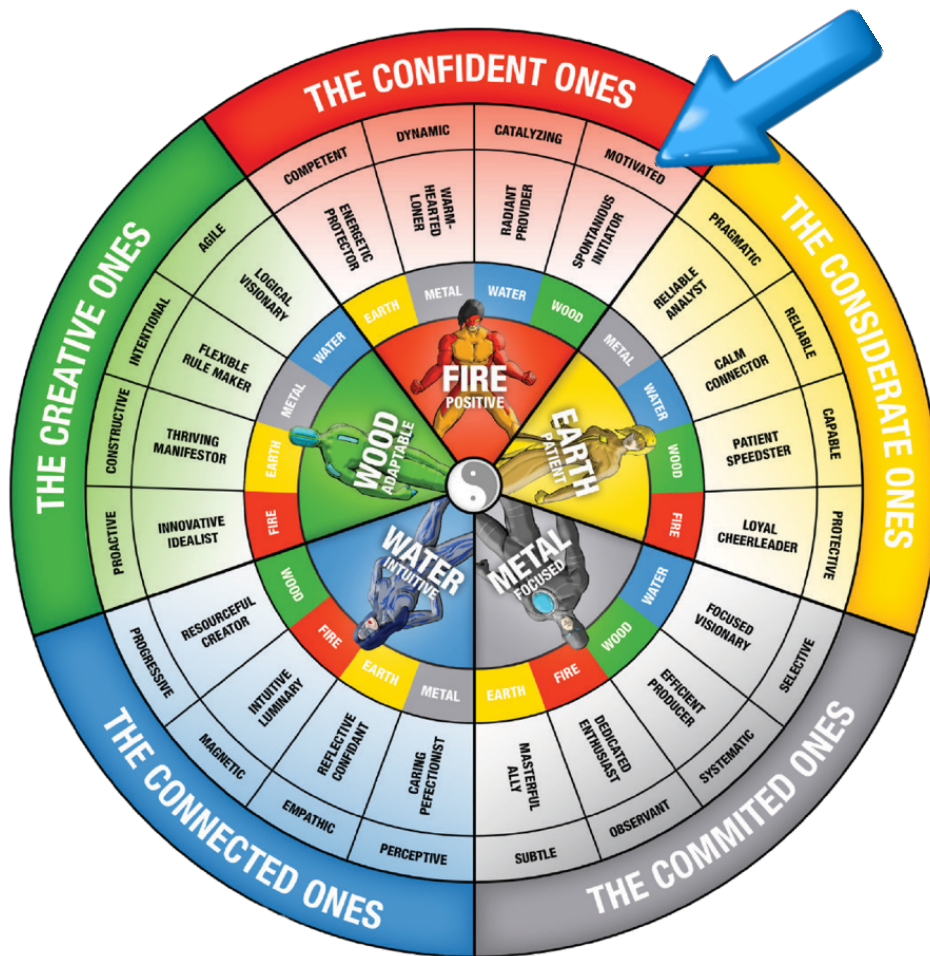 THE CONFIDENT ONES
COMPETENT
DYNAMIC
CATALYZING
MOTIVATED
ENERGETIC
PROTECTOR
WARM-
HEARTED
LONER
RADIANT
PROVIDER
SPONTANIOUS
INITIATOR
EARTH
METAL
WATER
WOOD
FIRE
POSITIVE
THE CONSIDERATE ONES
PRAGMATIC
RELIABLE
CAPABLE
PROTECTIVE
RELIABLE
ANALYST
CALM
CONNECTOR
PATIENT
SPEEDSTER
LOYAL
CHEERLEADER
METAL
WATER
WOOD
FIRE
EARTH
PATIENT
THE COMMITED ONES
SELECTIVE
SYSTEMATIC
OBSERVANT
SUBTLE
FOCUSED
VISIONARY
EFFICIENT
PRODUCER
DEDICATED
ENTHUSIAST
MASTERFUL
ALLY
WATER
WOOD
FIRE
EARTH
METAL
FOCUSED
THE CONNECTED ONES
PERCEPTIVE
EMPATHIC
MAGNETIC
PROGRESSIVE
CARING
PEFECTIONIST
REFLECTIVE
CONFIDANT
INTUITIVE
LUMINARY
RESOURCEFUL
CREATOR
METAL
EARTH
FIRE
WOOD
WATER
INTUITIVE
THE CREATIVE ONES
PROACTIVE
CONSTRUCTIVE
INTENTIONAL
AGILE
INNOVATIVE
IDEALIST
THRIVING
MANIFESTOR
FLEXIBLE
RULE MAKER
LOGICAL
VISIONARY
FIRE
EARTH
METAL
WATER
WOOD
ADAPTABLE